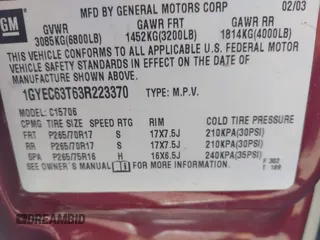 GM
MFD BY GENERAL MOTORS CORP 02/03
GVWR GAWR FRT GAWR RR
3085KG(6800LB) 1452KG(3200LB) 1814KG(4000LB)
THIS VEHICLE CONFORMS TO ALL APPLICABLE U.S. FEDERAL MOTOR
VEHICLE SAFETY STANDARDS IN EFFECT ON THE DATE OF
MANUFACTURE SHOWN ABOVE.
1GYEC63T63R223370 TYPE: M.P.V.
MODEL: C15706
CPMG TIRE SIZE SPEED RTG RIM COLD TIRE PRESSURE
FRT P265/70R17 S 17X7.5J 210KPA(30PSI)
RR P265/70R17 S 17X7.5J 210KPA(30PSI)
SPA P265/75R16 H 16X6.5J 240KPA(35PSI)
SEE OWNER'S MANUAL FOR MORE INFORMATION.
F 302
T 189
DREAMBID